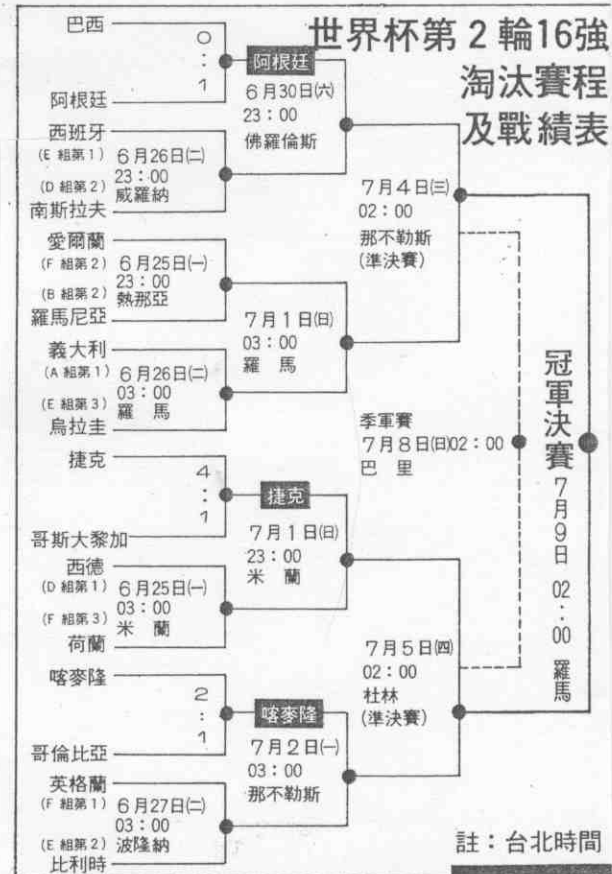 世界杯第2輪16強
淘汰賽程
及戰績表
巴西
0：1
阿根廷
阿根廷
6月30日(六)
23：00
佛羅倫斯
西班牙
(E 組第1) 6月26日(二)
23：00
(D 組第2) 威羅納
南斯拉夫
7月4日(三)
02：00
那不勒斯
(準決賽)
愛爾蘭
(F 組第2) 6月25日(一)
23：00
(B 組第2) 熱那亞
羅馬尼亞
7月1日(日)
03：00
羅馬
義大利
(A 組第1) 6月26日(二)
03：00
(E 組第3) 羅馬
烏拉圭
季軍賽
7月8日(日)02：00
巴里
冠軍決賽 7月9日 02：00 羅馬
捷克
4：1
哥斯大黎加
捷克
7月1日(日)
23：00
米蘭
西德
(D 組第1) 6月25日(一)
03：00
(F 組第3) 米蘭
荷蘭
7月5日(四)
02：00
杜林
(準決賽)
喀麥隆
2：1
哥倫比亞
喀麥隆
7月2日(一)
03：00
那不勒斯
英格蘭
(F 組第1) 6月27日(二)
03：00
(E 組第2) 波隆納
比利時
註：台北時間